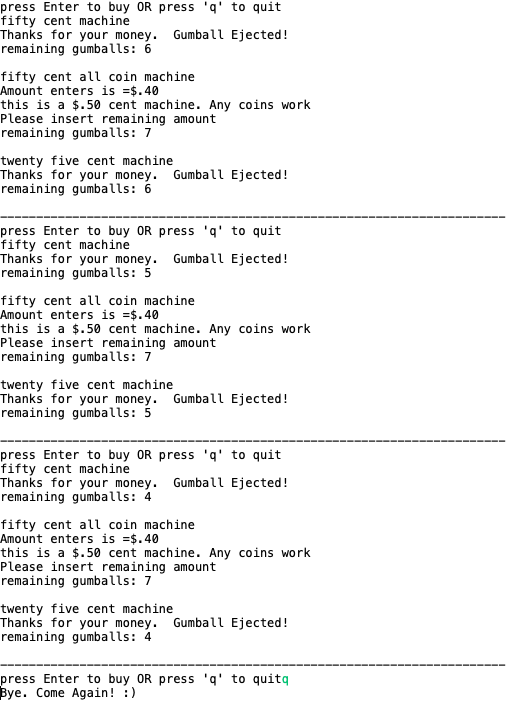 press Enter to buy OR press 'q' to quit
fifty cent machine
Thanks for your money.  Gumball Ejected!
remaining gumballs: 6

fifty cent all coin machine
Amount enters is =$.40
this is a $.50 cent machine. Any coins work
Please insert remaining amount
remaining gumballs: 7

twenty five cent machine
Thanks for your money.  Gumball Ejected!
remaining gumballs: 6

______________________________________________________________________
press Enter to buy OR press 'q' to quit
fifty cent machine
Thanks for your money.  Gumball Ejected!
remaining gumballs: 5

fifty cent all coin machine
Amount enters is =$.40
this is a $.50 cent machine. Any coins work
Please insert remaining amount
remaining gumballs: 7

twenty five cent machine
Thanks for your money.  Gumball Ejected!
remaining gumballs: 5

______________________________________________________________________
press Enter to buy OR press 'q' to quit
fifty cent machine
Thanks for your money.  Gumball Ejected!
remaining gumballs: 4

fifty cent all coin machine
Amount enters is =$.40
this is a $.50 cent machine. Any coins work
Please insert remaining amount
remaining gumballs: 7

twenty five cent machine
Thanks for your money.  Gumball Ejected!
remaining gumballs: 4

______________________________________________________________________
press Enter to buy OR press 'q' to quitq
Bye. Come Again! :)